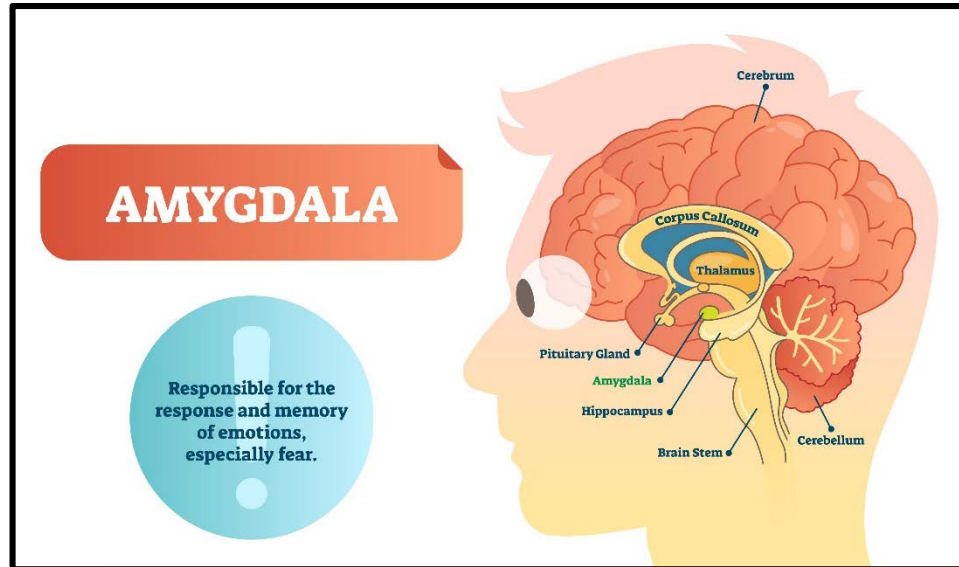 AMYGDALA
Responsible for the
response and memory
of emotions,
especially fear.
Cerebrum
Corpus Callosum
Thalamus
Pituitary Gland
Amygdala
Hippocampus
Brain Stem
Cerebellum